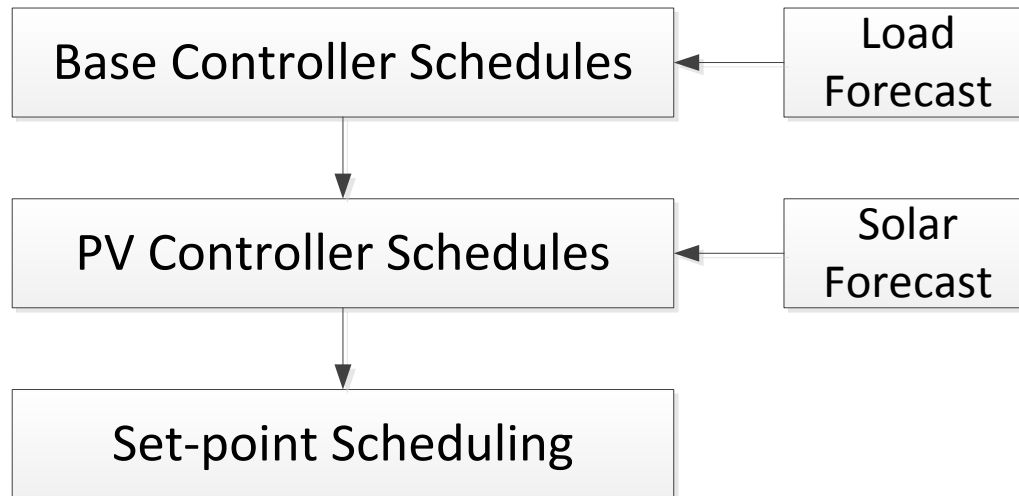 Base Controller Schedules
Load
Forecast
PV Controller Schedules
Solar
Forecast
Set-point Scheduling